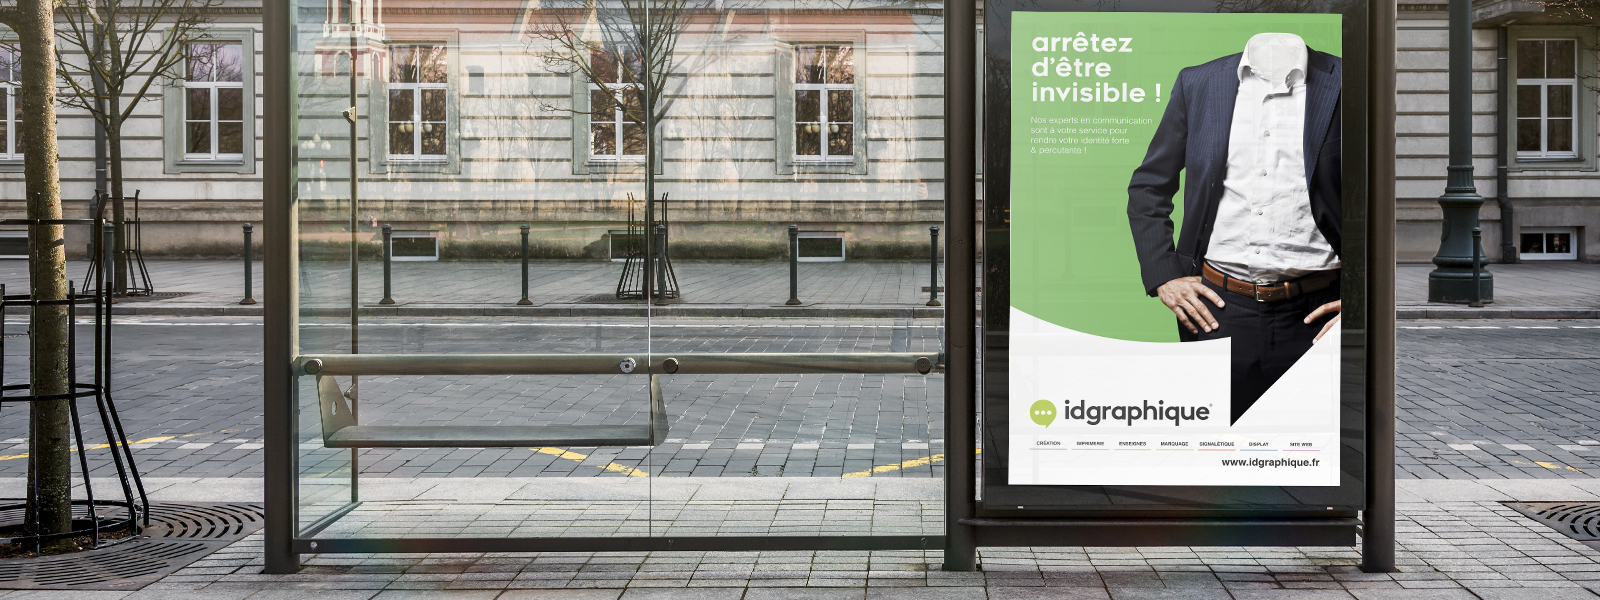 arrêtez
d'être
invisible !
Nos experts en communication
sont à votre service pour
rendre votre identité forte
& percutante !
idgraphique
CRÉATION IMPRIMERIE ENSEIGNES MARQUAGE SIGNALÉTIQUE DISPLAY SITE WEB
www.idgraphique.fr